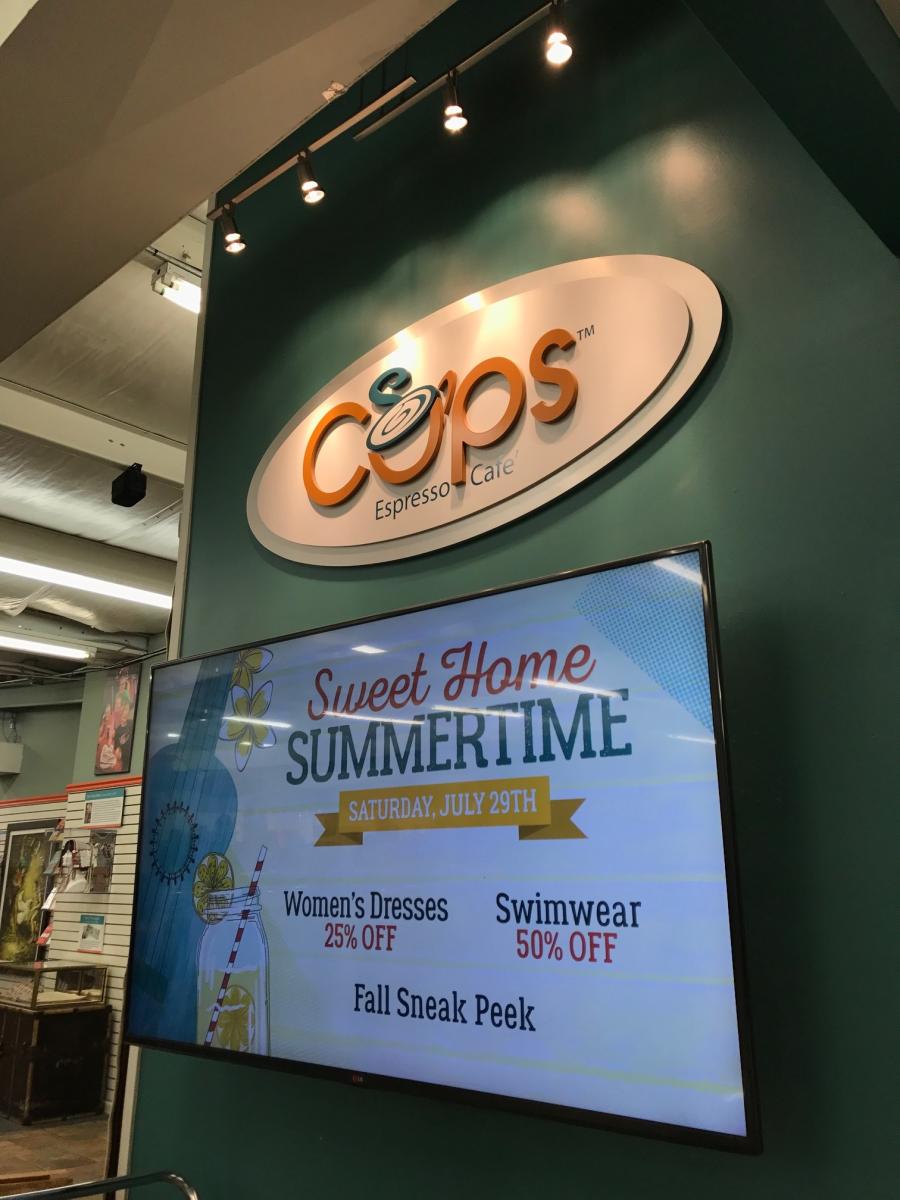 Cups™
Espresso Cafe'
Sweet Home
SUMMERTIME
SATURDAY, JULY 29TH
Women's Dresses
25% OFF
Swimwear
50% OFF
Fall Sneak Peek
LG